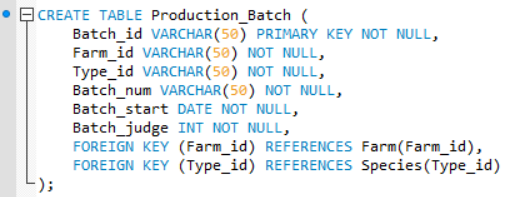 CREATE TABLE Production_Batch (
Batch_id VARCHAR(50) PRIMARY KEY NOT NULL,
Farm_id VARCHAR(50) NOT NULL,
Type_id VARCHAR(50) NOT NULL,
Batch_num VARCHAR(50) NOT NULL,
Batch_start DATE NOT NULL,
Batch_judge INT NOT NULL,
FOREIGN KEY (Farm_id) REFERENCES Farm(Farm_id),
FOREIGN KEY (Type_id) REFERENCES Species(Type_id)
);